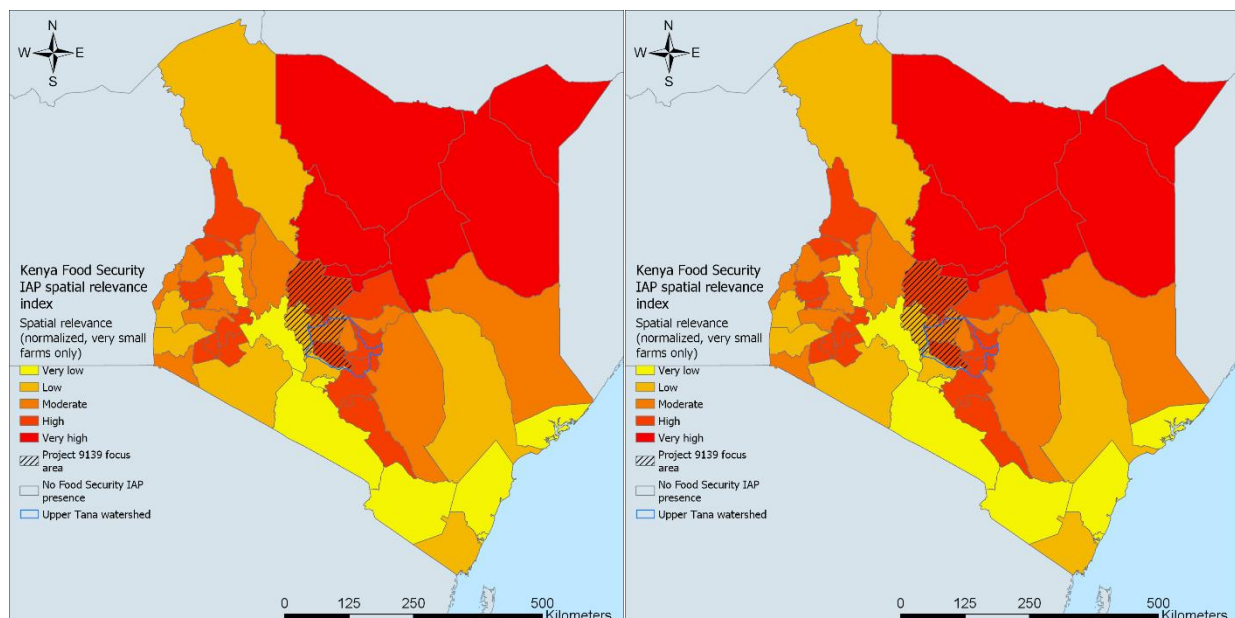 N
W E
S
Kenya Food Security
IAP spatial relevance
index
Spatial relevance
(normalized, very small
farms only)
Very low
Low
Moderate
High
Very high
Project 9139 focus
area
No Food Security IAP
presence
Upper Tana watershed
0 125 250 500
Kilometers
N
W E
S
Kenya Food Security
IAP spatial relevance
index
Spatial relevance
(normalized, very small
farms only)
Very low
Low
Moderate
High
Very high
Project 9139 focus
area
No Food Security IAP
presence
Upper Tana watershed
0 125 250 500
Kilometers